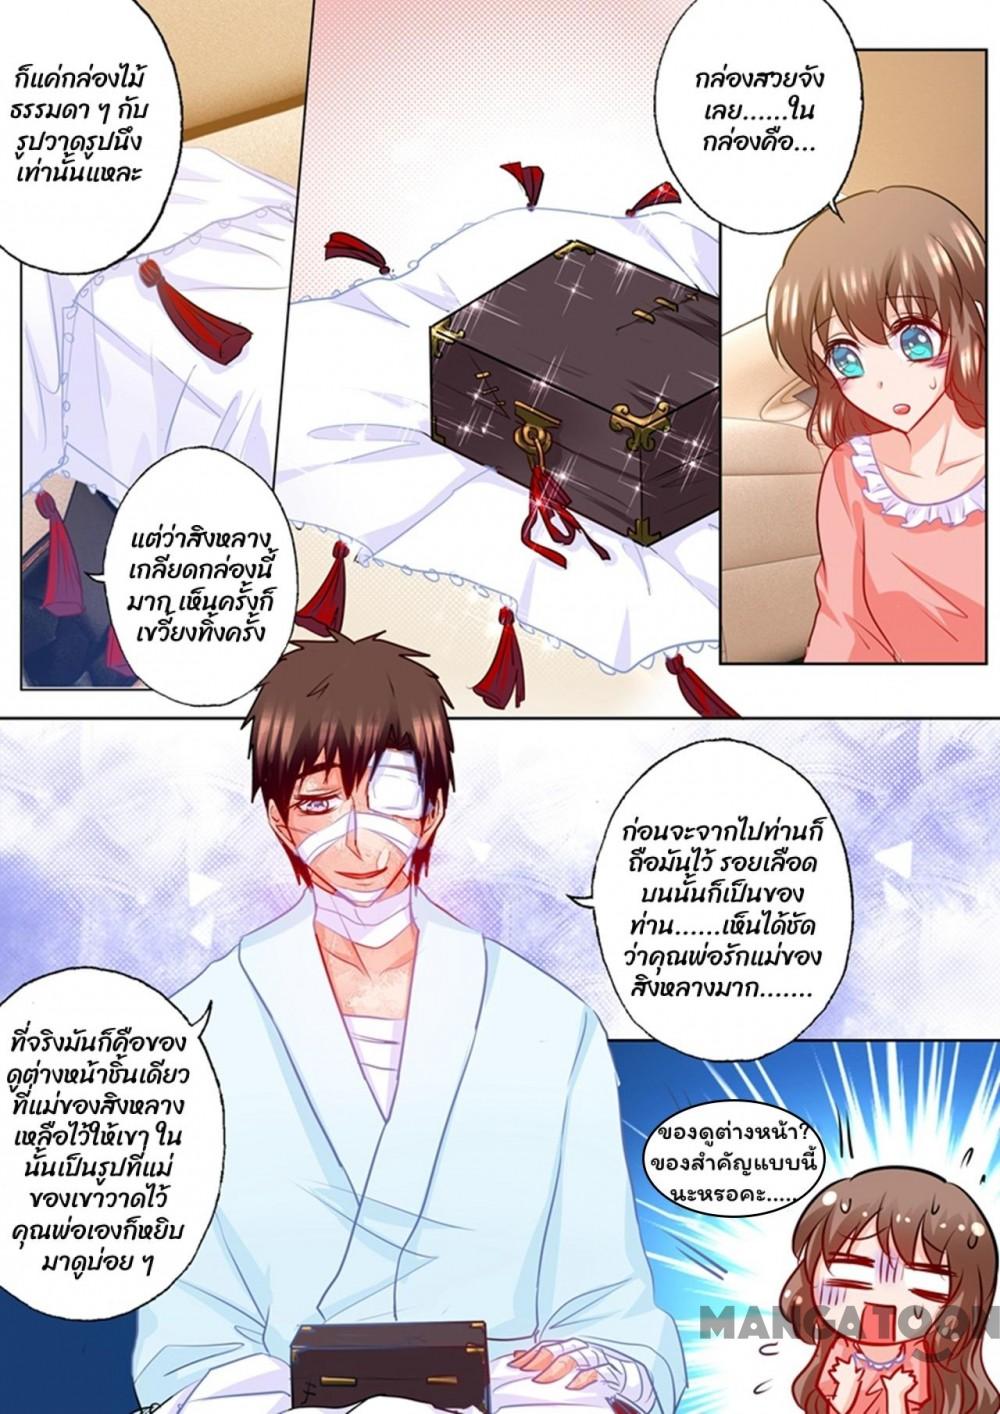 กล่องสวยจัง
เลย......ใน
กล่องคือ...
ก็แค่กล่องไม้
ธรรมดา ๆ กับ
รูปวาดรูปนึง
เท่านั้นแหละ
แต่ว่าสิงหลาง
เกลียดกล่องนี้
มาก เห็นครั้งก็
เขวี้ยงทิ้งครั้ง
ก่อนจะจากไปท่านก็
ถือมันไว้ รอยเลือด
บนนั้นก็เป็นของ
ท่าน......เห็นได้ชัด
ว่าคุณพ่อรักแม่ของ
สิงหลางมาก.......
ที่จริงมันก็คือของ
ดูต่างหน้าชิ้นเดียว
ที่แม่ของสิงหลาง
เหลือไว้ให้เขา ใน
นั้นเป็นรูปที่แม่
ของเขาวาดไว้
คุณพ่อเองก็หยิบ
มาดูบ่อย ๆ
ของดูต่างหน้า?
ของสำคัญแบบนี้
นะหรอคะ.....
MANGATOON